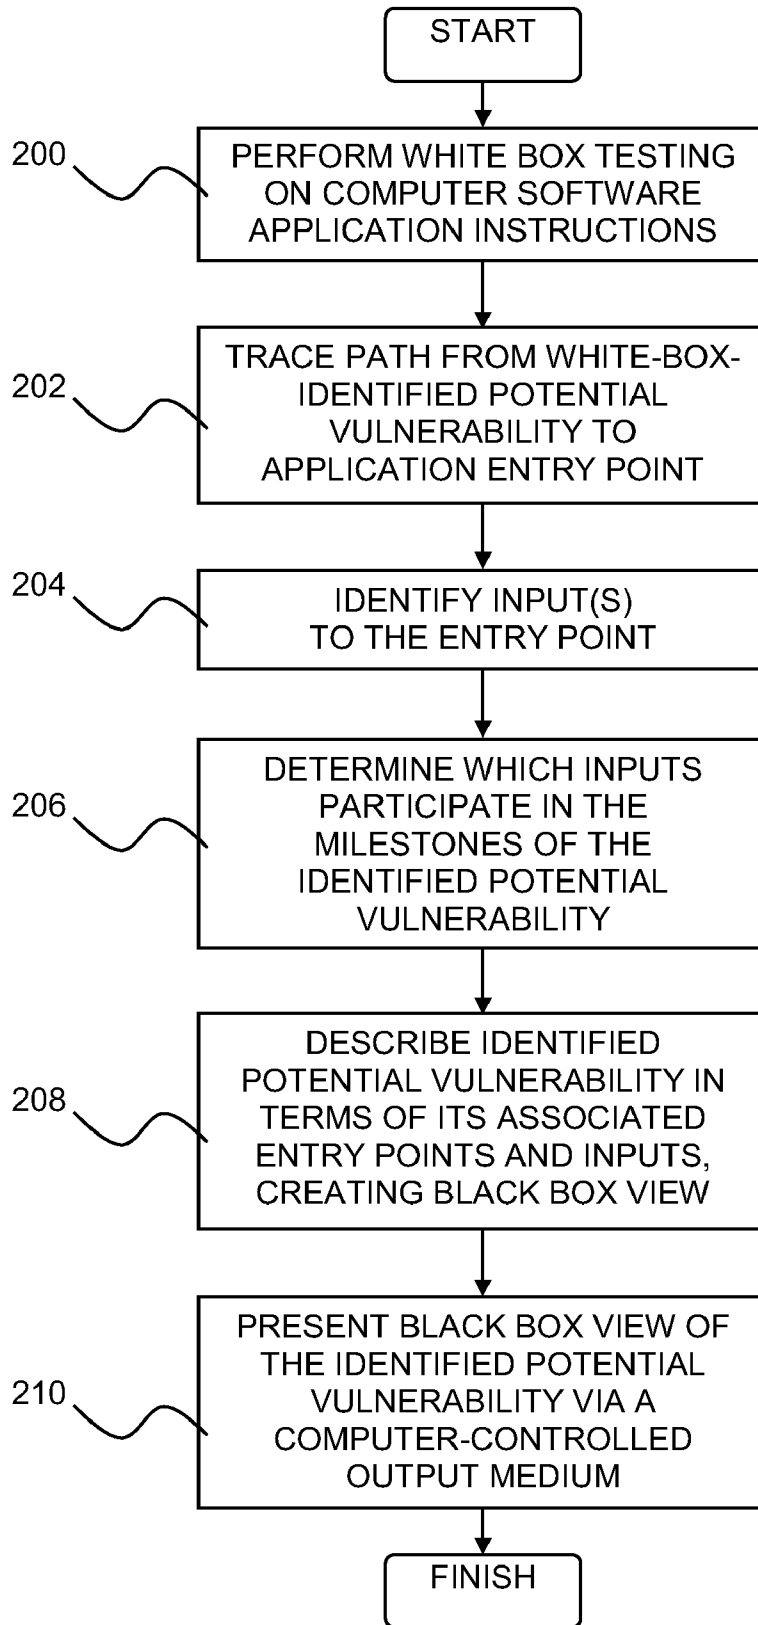 START
200
PERFORM WHITE BOX TESTING
ON COMPUTER SOFTWARE
APPLICATION INSTRUCTIONS
202
TRACE PATH FROM WHITE-BOX-
IDENTIFIED POTENTIAL
VULNERABILITY TO
APPLICATION ENTRY POINT
204
IDENTIFY INPUT(S)
TO THE ENTRY POINT
206
DETERMINE WHICH INPUTS
PARTICIPATE IN THE
MILESTONES OF THE
IDENTIFIED POTENTIAL
VULNERABILITY
208
DESCRIBE IDENTIFIED
POTENTIAL VULNERABILITY IN
TERMS OF ITS ASSOCIATED
ENTRY POINTS AND INPUTS,
CREATING BLACK BOX VIEW
210
PRESENT BLACK BOX VIEW OF
THE IDENTIFIED POTENTIAL
VULNERABILITY VIA A
COMPUTER-CONTROLLED
OUTPUT MEDIUM
FINISH